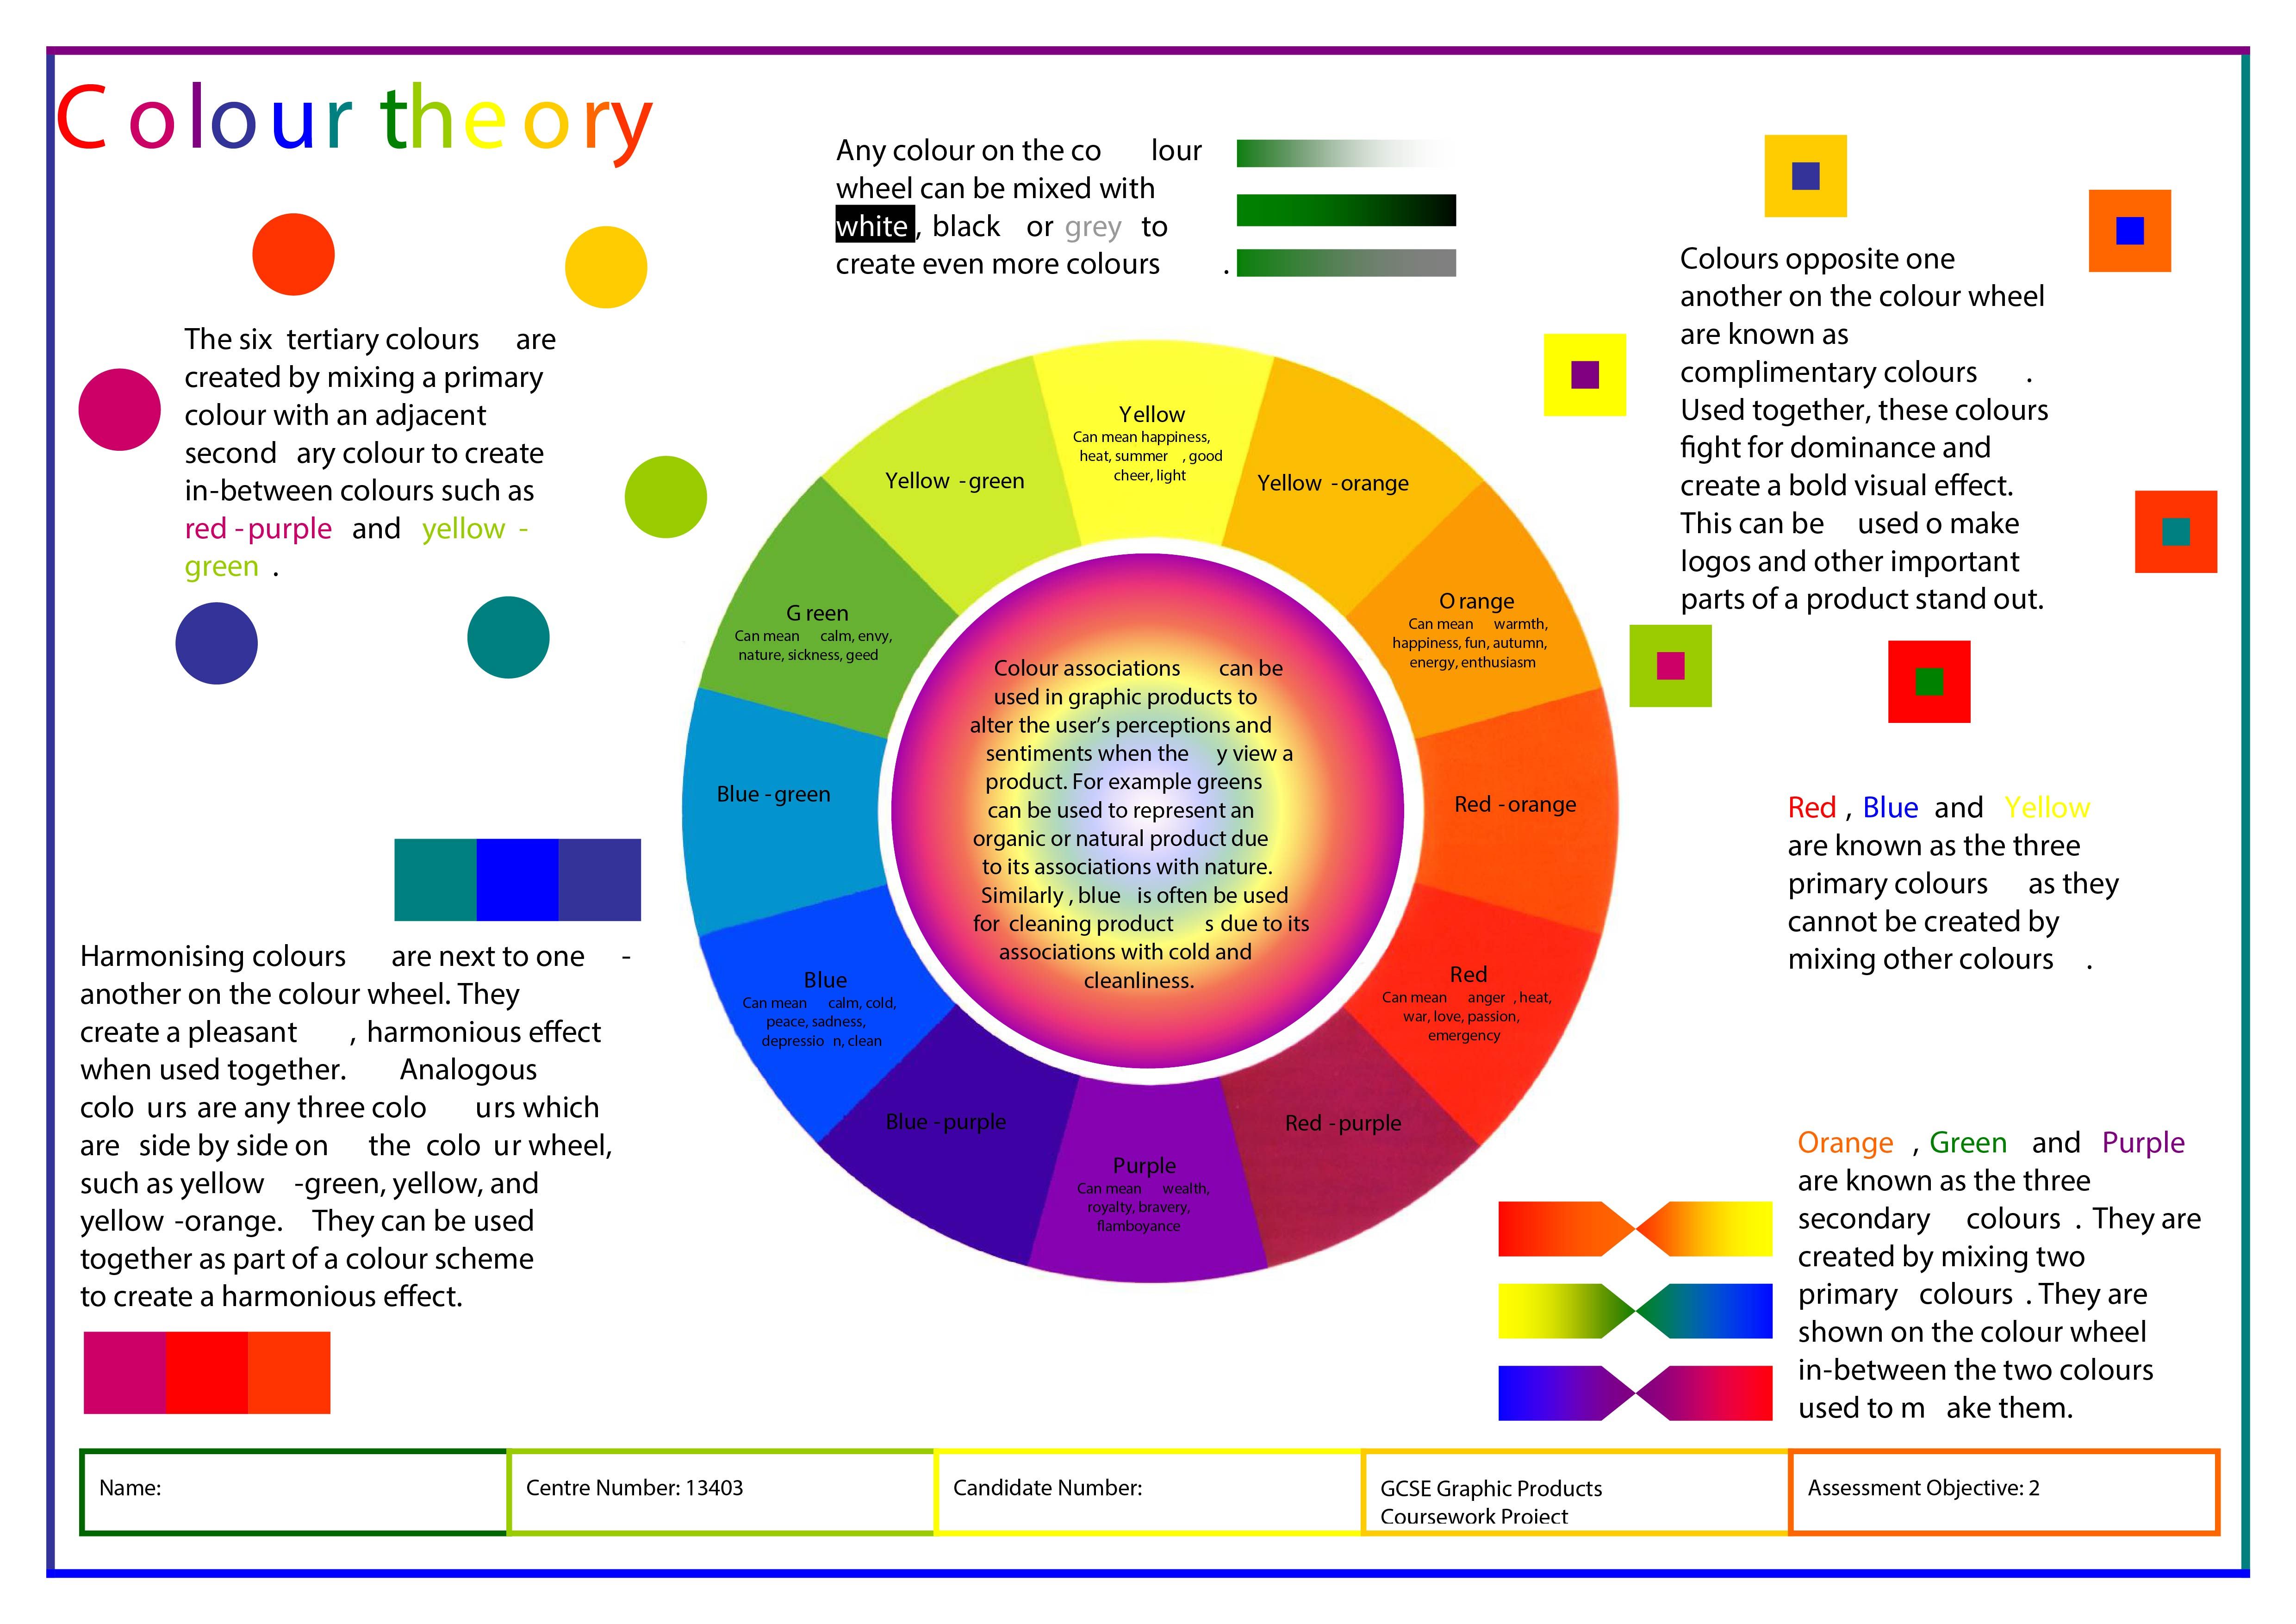 Colour theory
Any colour on the colour
wheel can be mixed with
white, black or grey to
create even more colours.
The six tertiary colours are
created by mixing a primary
colour with an adjacent
secondary colour to create
in-between colours such as
red-purple and yellow-
green.
Colours opposite one
another on the colour wheel
are known as
complimentary colours.
Used together, these colours
fight for dominance and
create a bold visual effect.
This can be used o make
logos and other important
parts of a product stand out.
Yellow
Can mean happiness,
heat, summer, good
cheer, light
Yellow-green
Yellow-orange
Green
Can mean calm, envy,
nature, sickness, geed
Orange
Can mean warmth,
happiness, fun, autumn,
energy, enthusiasm
Blue-green
Red-orange
Blue
Can mean calm, cold,
peace, sadness,
depression, clean
Red
Can mean anger, heat,
war, love, passion,
emergency
Blue-purple
Red-purple
Purple
Can mean wealth,
royalty, bravery,
flamboyance
Colour associations can be
used in graphic products to
alter the user's perceptions and
sentiments when they view a
product. For example greens
can be used to represent an
organic or natural product due
to its associations with nature.
Similarly, blue is often be used
for cleaning products due to its
associations with cold and
cleanliness.
Red, Blue and Yellow
are known as the three
primary colours as they
cannot be created by
mixing other colours.
Harmonising colours are next to one-
another on the colour wheel. They
create a pleasant, harmonious effect
when used together. Analogous
colours are any three colours which
are side by side on the colour wheel,
such as yellow-green, yellow, and
yellow-orange. They can be used
together as part of a colour scheme
to create a harmonious effect.
Orange, Green and Purple
are known as the three
secondary colours. They are
created by mixing two
primary colours. They are
shown on the colour wheel
in-between the two colours
used to make them.
Name:
Centre Number: 13403
Candidate Number:
GCSE Graphic Products
Coursework Project
Assessment Objective: 2